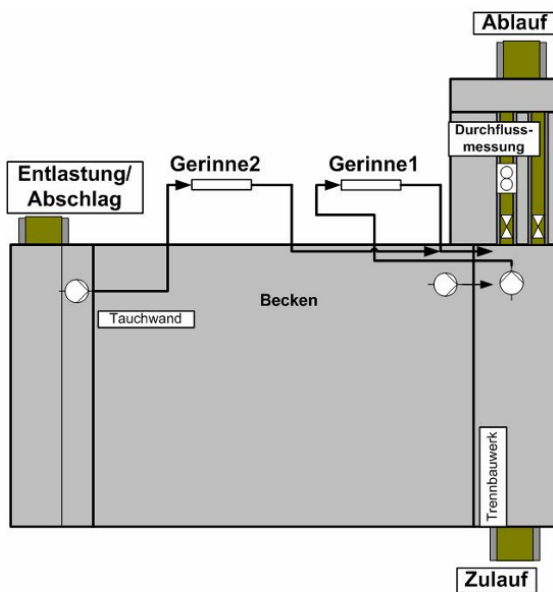 Ablauf
Durchfluss-
messung
Entlastung/
Abschlag
Gerinne2
Gerinne1
Becken
Tauchwand
Trennbauwerk
Zulauf